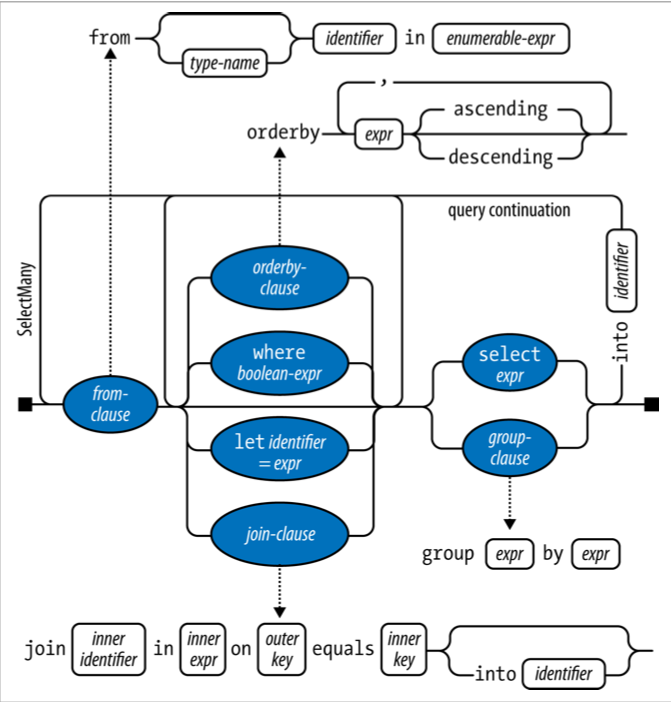 from type-name identifier in enumerable-expr
,
orderby expr ascending
descending
query continuation
SelectMany
identifier
into
orderby-
clause
where
boolean-expr
select
expr
from-
clause
let identifier
= expr
group-
clause
join-clause
group expr by expr
join inner
identifier in inner
expr on outer
key equals inner
key
into identifier